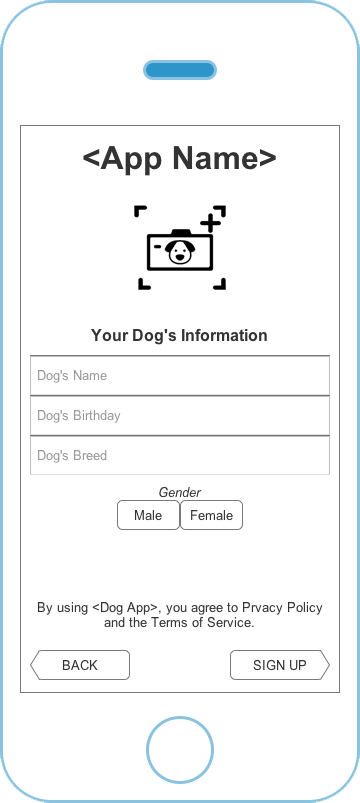 <App Name>
Your Dog's Information
Dog's Name
Dog's Birthday
Dog's Breed
Gender
Male Female
By using <Dog App>, you agree to Prvacy Policy
and the Terms of Service.
BACK SIGN UP